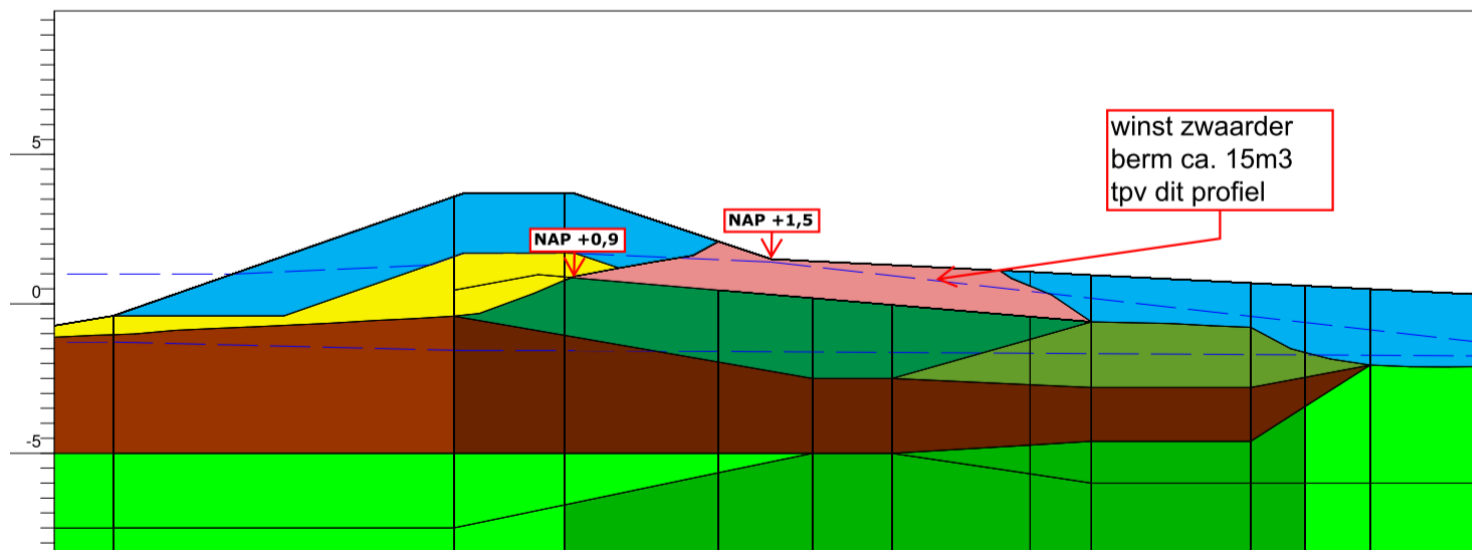 5
winst zwaarder
berm ca. 15m3
tpv dit profiel
NAP +1,5
NAP +0,9
0
-5